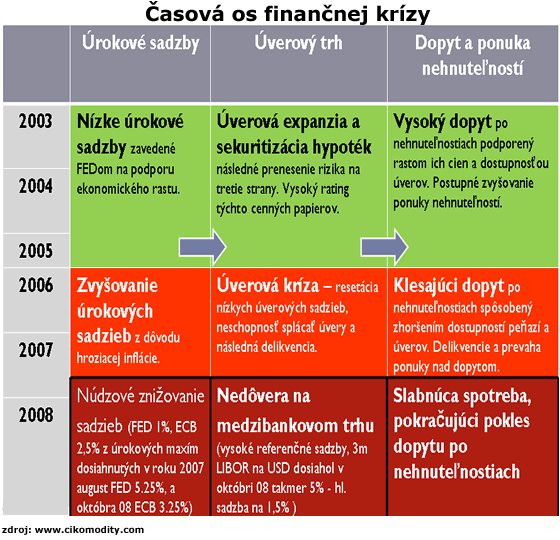 Časová os finančnej krízy
Úrokové sadzby
Úverový trh
Dopyt a ponuka
nehnuteľností
2003
2004
2005
Nízke úrokové
sadzby zavedené
FEDom na podporu
ekonomického rastu.
Úverová expanzia a
sekuritizácia hypoték
následné prenesenie rizika na
tretie strany. Vysoký rating
týchto cenných papierov.
Vysoký dopyt po
nehnuteľnostiach podporený
rastom ich cien a dostupnosťou
úverov. Postupné zvyšovanie
ponuky nehnuteľností.
2006
2007
Zvyšovanie
úrokových
sadzieb z dôvodu
hroziacej inflácie.
Úverová kríza – resetácia
nízkych úverových sadzieb,
neschopnosť splácať úvery a
následná delikvencia.
Klesajúci dopyt po
nehnuteľnostiach spôsobený
zhoršením dostupností peňazí a
úverov. Delikvencie a prevaha
ponuky nad dopytom.
2008
Núdzové znižovanie
sadzieb (FED 1%, ECB
2,5% z úrokových maxím
dosiahnutých v roku 2007
august FED 5.25%, a
októbra 08 ECB 3.25%)
Nedôvera na
medzibankovom trhu
(vysoké referenčné sadzby, 3m
LIBOR na USD dosiahol v
októbri 08 takmer 5% - hl.
sadzba na 1,5% )
Slabnúca spotreba,
pokračujúci pokles
dopytu po
nehnuteľnostiach
zdroj: www.cikomodity.com